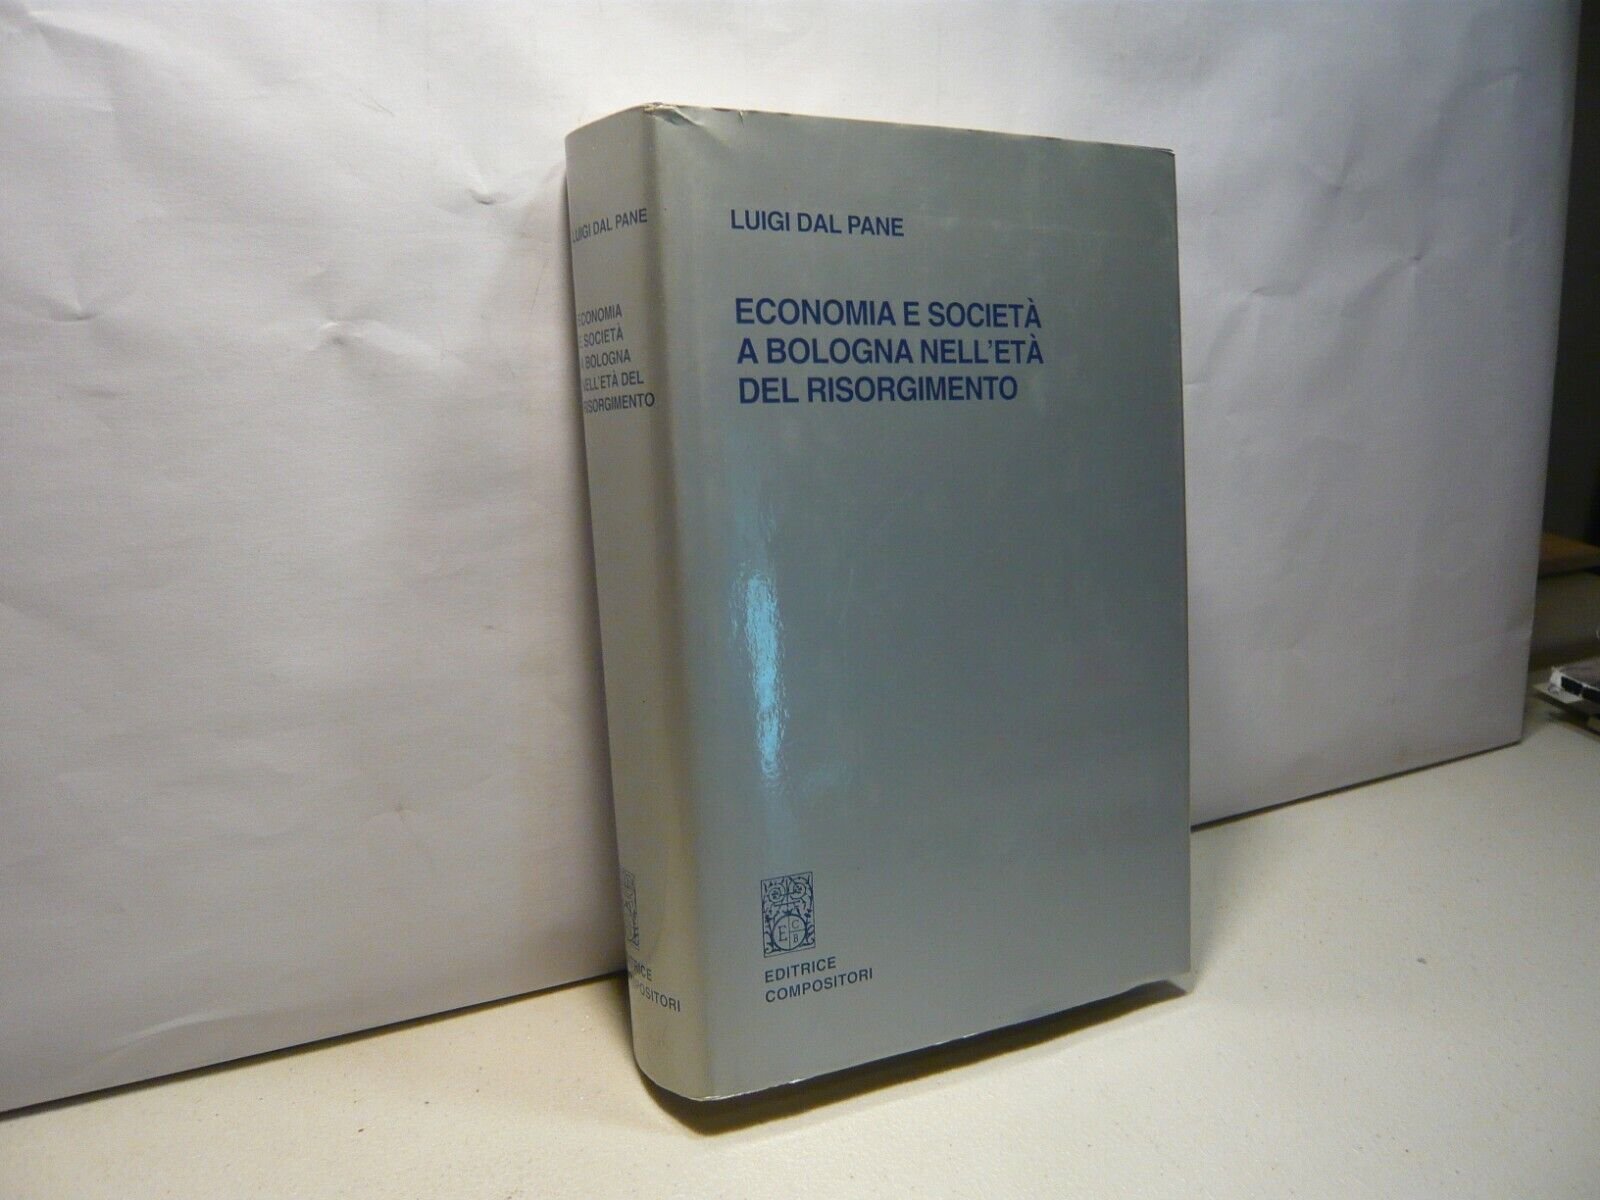 LUIGI DAL PANE
ECONOMIA E SOCIETÀ
A BOLOGNA NELL'ETÀ
DEL RISORGIMENTO
E C B
EDITRICE
COMPOSITORI
LUIGI DAL PANE
ECONOMIA
E SOCIETÀ
A BOLOGNA
NELL'ETÀ DEL
RISORGIMENTO
EDITRICE
COMPOSITORI